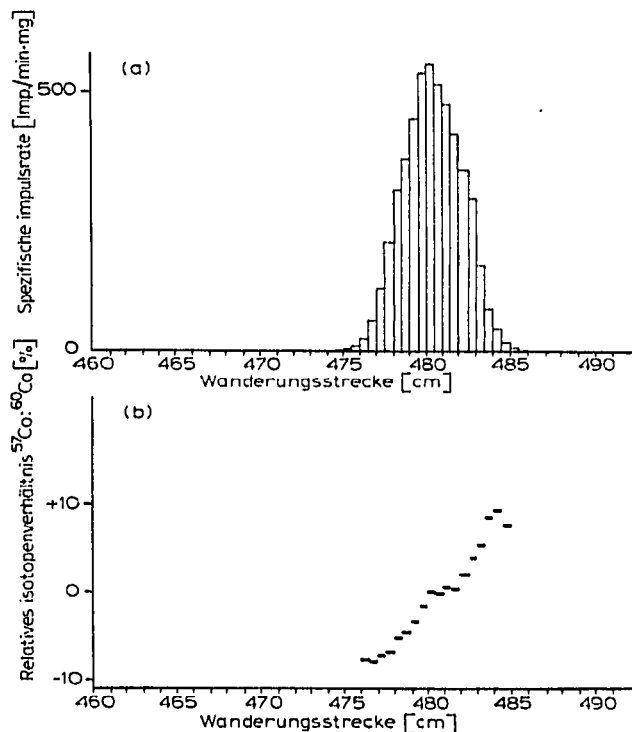 (a)
Spezifische impulsrate [Imp/min·mg]
500
0
460 465 470 475 480 485 490
Wanderungsstrecke [cm]
(b)
Relatives isotopenverhältnis ⁵⁷Co:⁶⁰Co [%]
+10
0
-10
460 465 470 475 480 485 490
Wanderungsstrecke [cm]